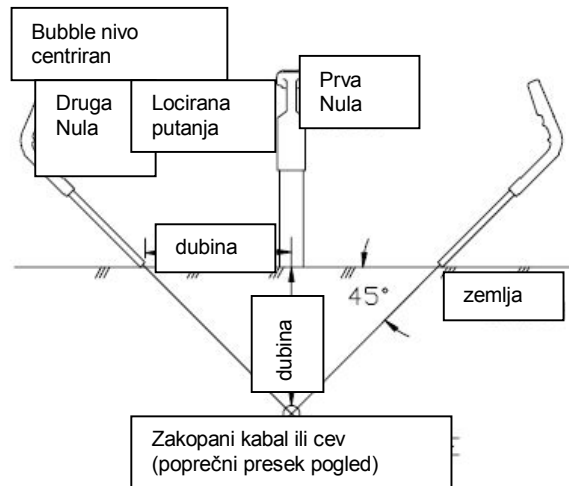 Bubble nivo
centriran
Druga
Nula
Locirana
putanja
Prva
Nula
dubina
45°
zemlja
dubina
Zakopani kabal ili cev
(poprečni presek pogled)